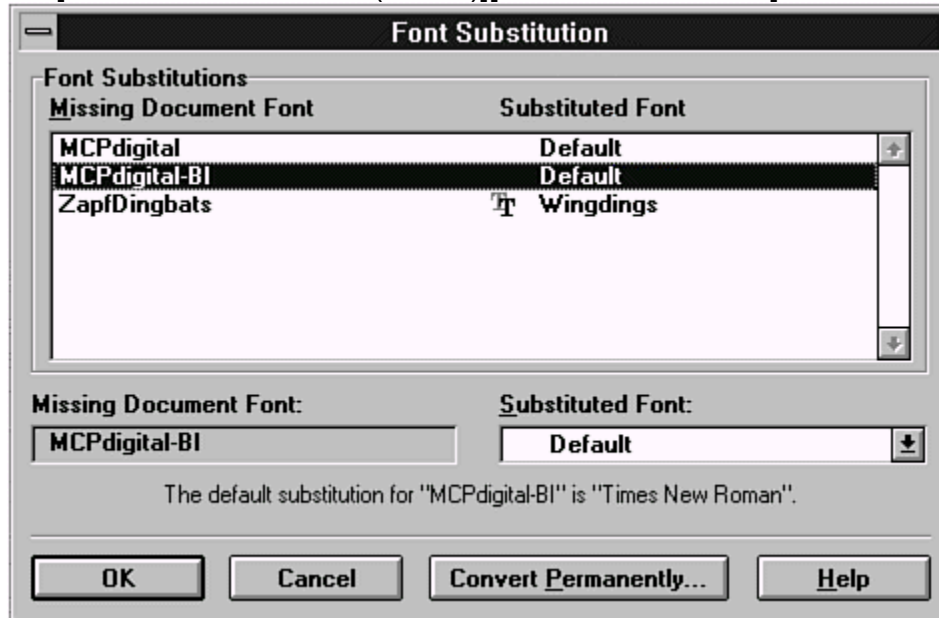 Font Substitution
Font Substitutions
Missing Document Font Substituted Font
MCPdigital Default
MCPdigital-BI Default
ZapfDingbats Wingdings
Missing Document Font: Substituted Font:
MCPdigital-BI Default
The default substitution for "MCPdigital-BI" is "Times New Roman".
OK Cancel Convert Permanently... Help